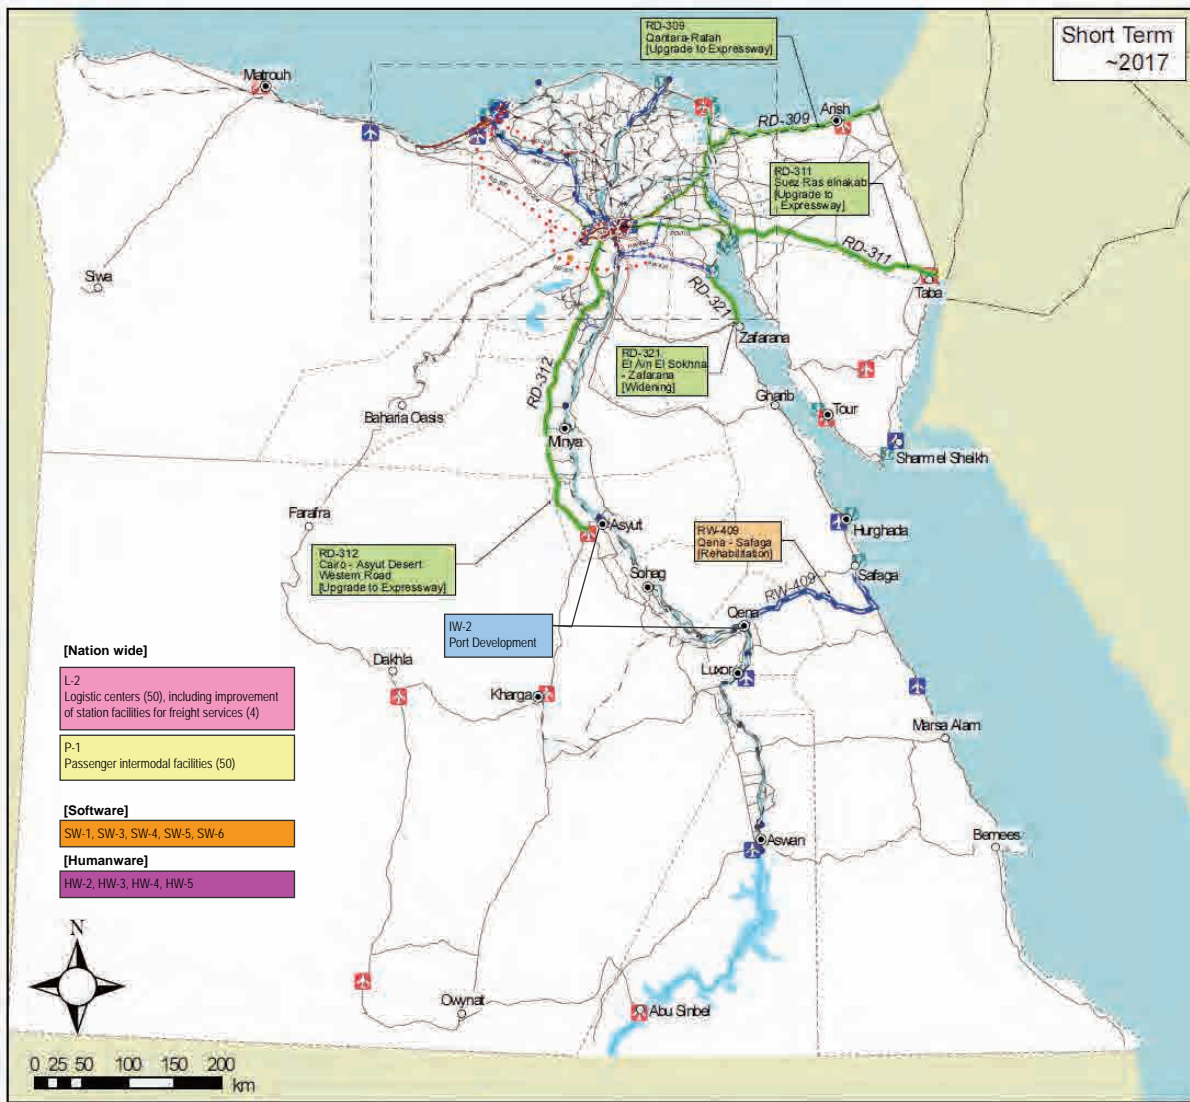 Short Term
~2017
RD-309
Qantara-Rafah
[Upgrade to Expressway]
Matrouh
RD-309
Arish
RD-311
Suez-Ras elnakab
[Upgrade to
Expressway]
RD-311
Taba
Siwa
RD-321
Zafarana
RD-321
El Ain El Sokhna
- Zafarana
[Widening]
RD-312
Gharib
Baharia Oasis
Tour
Minya
Sharm el Sheikh
Farafra
Asyut
RW-409
Qena - Safaga
[Rehabilitation]
Hurghada
RD-312
Cairo - Asyut Desert
Western Road
[Upgrade to Expressway]
Sohag
RW-409
Safaga
IW-2
Port Development
Qena
[Nation wide]
L-2
Logistic centers (50), including improvement
of station facilities for freight services (4)
P-1
Passenger intermodal facilities (50)
Dakhla
Kharga
Luxor
Marsa Alam
[Software]
SW-1, SW-3, SW-4, SW-5, SW-6
[Humanware]
HW-2, HW-3, HW-4, HW-5
Aswan
Bernees
N
Owynat
Abu Sinbel
0 25 50 100 150 200
km